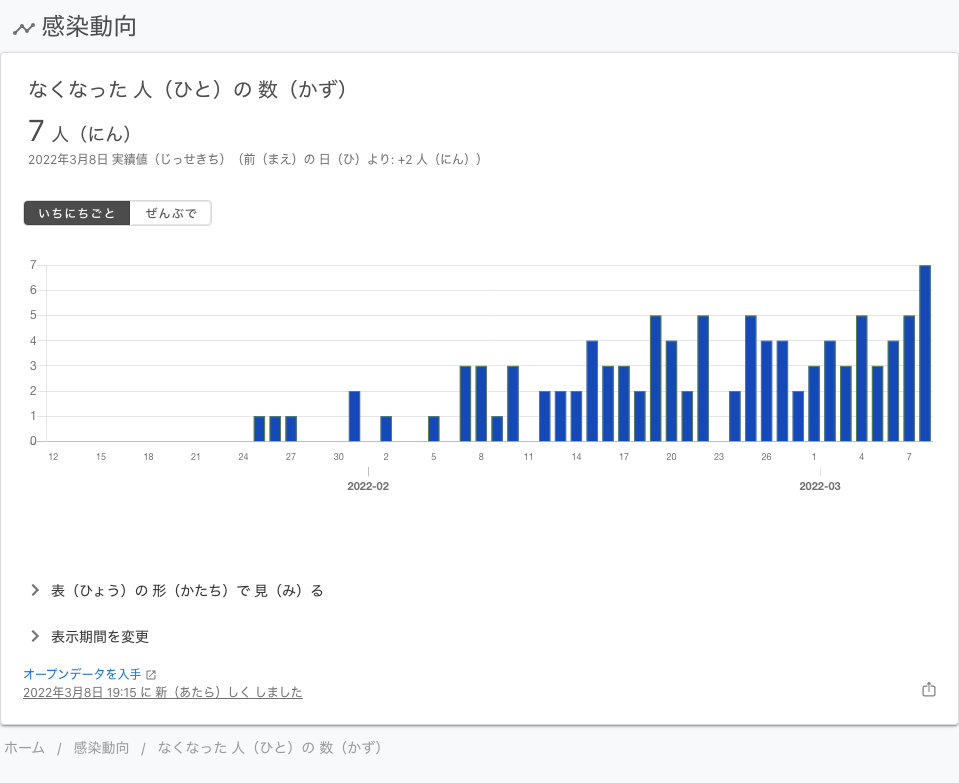 感染動向
なくなった 人（ひと）の 数（かず）
7 人（にん）
2022年3月8日 実績値（じっせきち）（前（まえ）の 日（ひ）より: +2 人（にん））
いちにちごと ぜんぶで
7
6
5
4
3
2
1
0
12 15 18 21 24 27 30 2 5 8 11 14 17 20 23 26 1 4 7
2022-02 2022-03
表（ひょう）の 形（かたち）で 見（み）る
表示期間を変更
オープンデータを入手
2022年3月8日 19:15 に 新（あたら）しく しました
ホーム / 感染動向 / なくなった 人（ひと）の 数（かず）